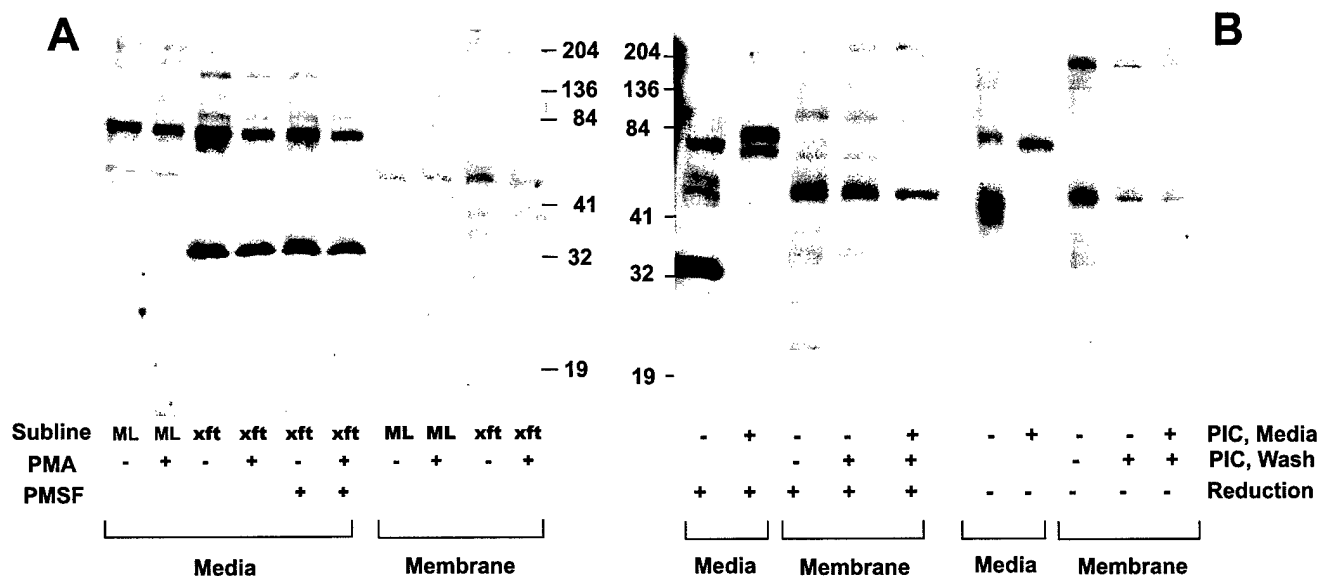 A
B
– 204
– 136
– 84
– 41
– 32
– 19
204 –
136 –
84 –
41 –
32 –
19 -
Subline ML ML xft xft xft xft ML ML xft xft
PMA - + - + - + - + - +
PMSF + +
- + - - + - + - - + PIC, Media
- + + - + + PIC, Wash
+ + + + + - - - - - Reduction
Media Membrane
Media Membrane Media Membrane